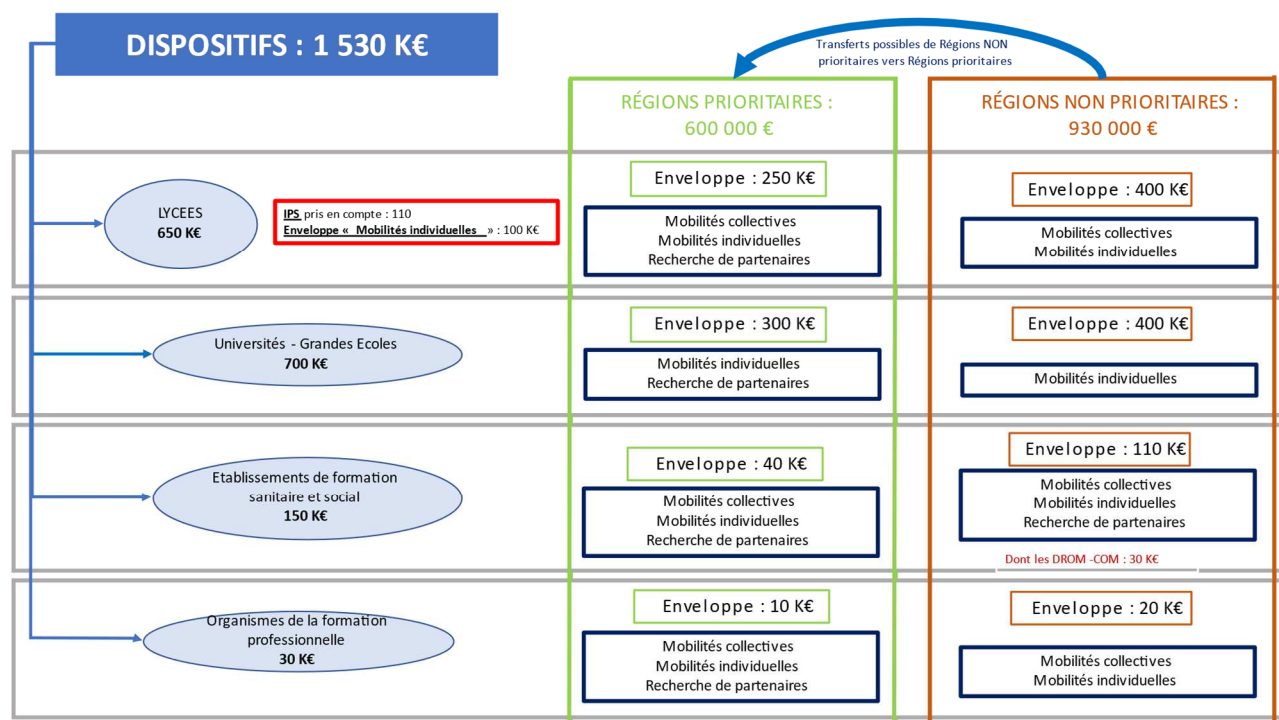 DISPOSITIFS : 1 530 K€
Transferts possibles de Régions NON
prioritaires vers Régions prioritaires
RÉGIONS PRIORITAIRES :
600 000 €
RÉGIONS NON PRIORITAIRES :
930 000 €
LYCEES
650 K€
IPS pris en compte : 110
Enveloppe « Mobilités individuelles » : 100 K€
Enveloppe : 250 K€
Mobilités collectives
Mobilités individuelles
Recherche de partenaires
Enveloppe : 400 K€
Mobilités collectives
Mobilités individuelles
Universités - Grandes Ecoles
700 K€
Enveloppe : 300 K€
Mobilités individuelles
Recherche de partenaires
Enveloppe : 400 K€
Mobilités individuelles
Etablissements de formation
sanitaire et social
150 K€
Enveloppe : 40 K€
Mobilités collectives
Mobilités individuelles
Recherche de partenaires
Enveloppe : 110 K€
Mobilités collectives
Mobilités individuelles
Recherche de partenaires
Dont les DROM -COM : 30 K€
Organismes de la formation
professionnelle
30 K€
Enveloppe : 10 K€
Mobilités collectives
Mobilités individuelles
Recherche de partenaires
Enveloppe : 20 K€
Mobilités collectives
Mobilités individuelles